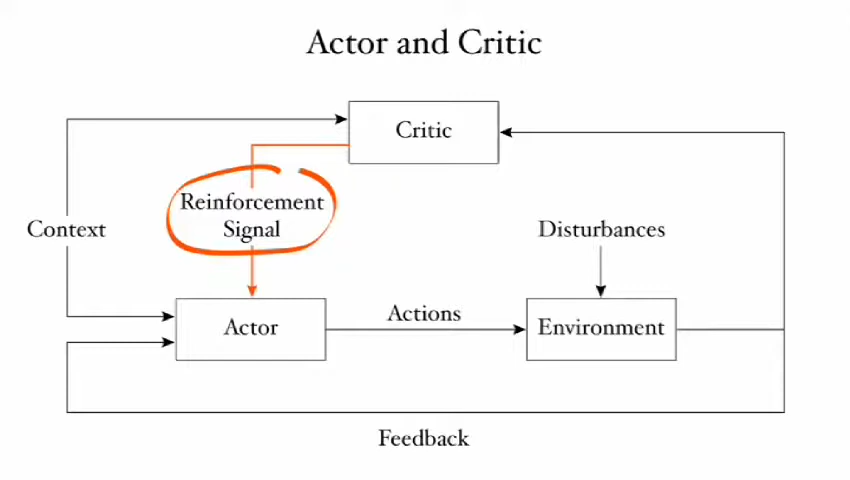 Actor and Critic
Critic
Reinforcement
Signal
Context
Disturbances
Actor
Actions
Environment
Feedback